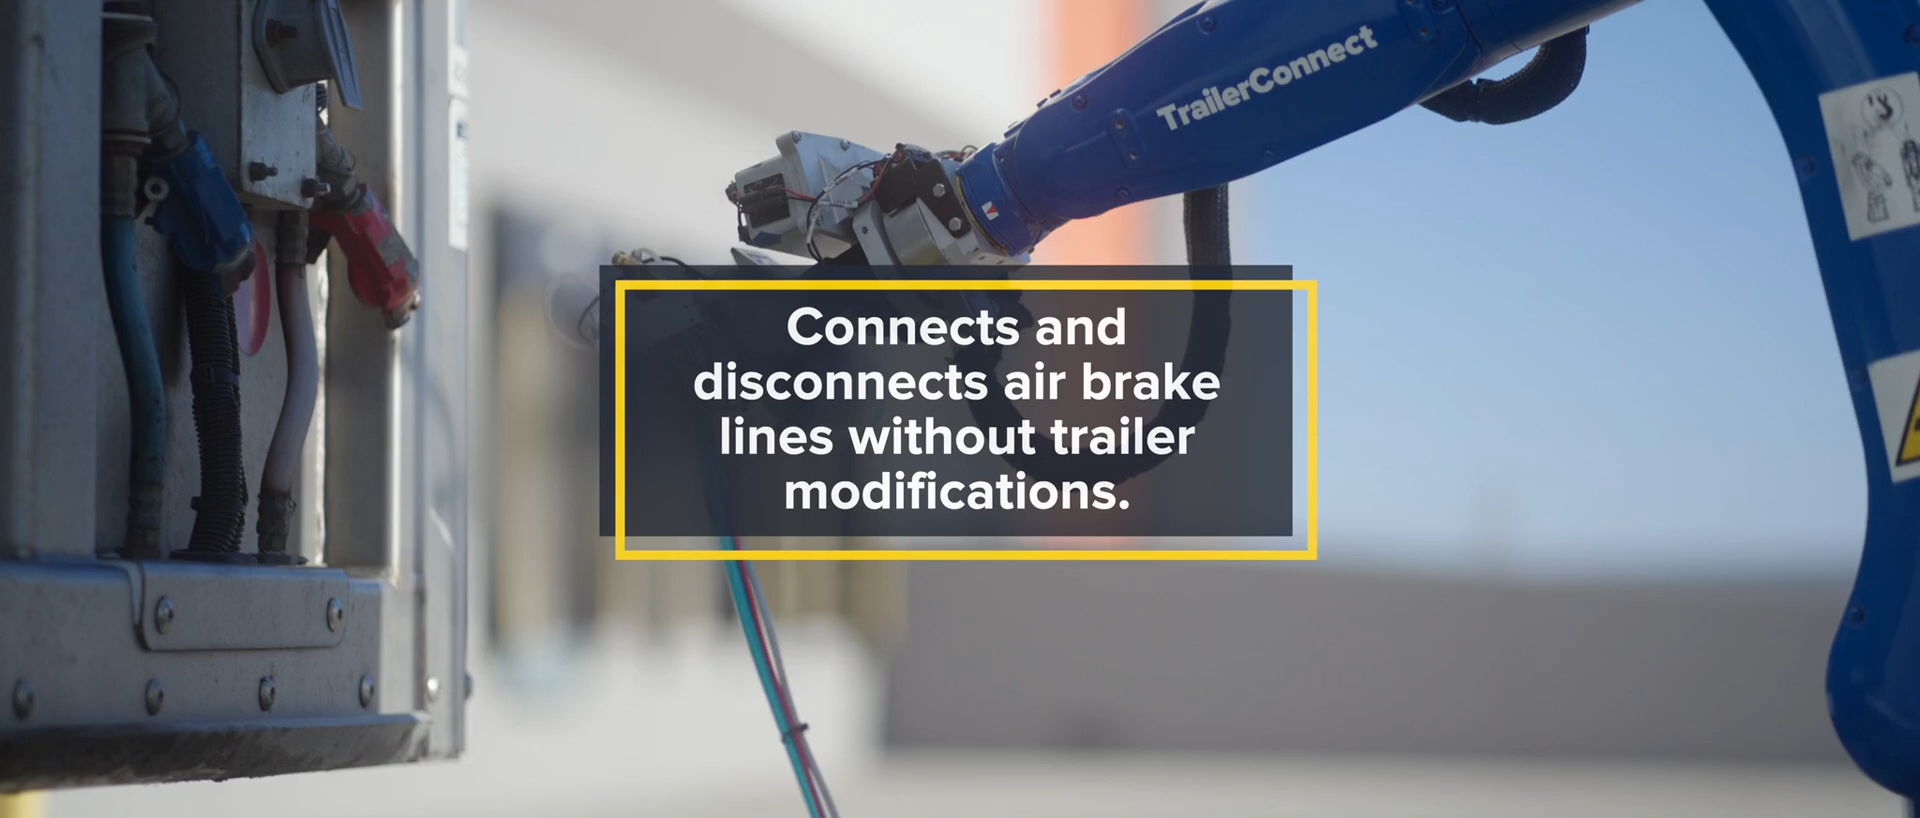 TrailerConnect
Connects and
disconnects air brake
lines without trailer
modifications.